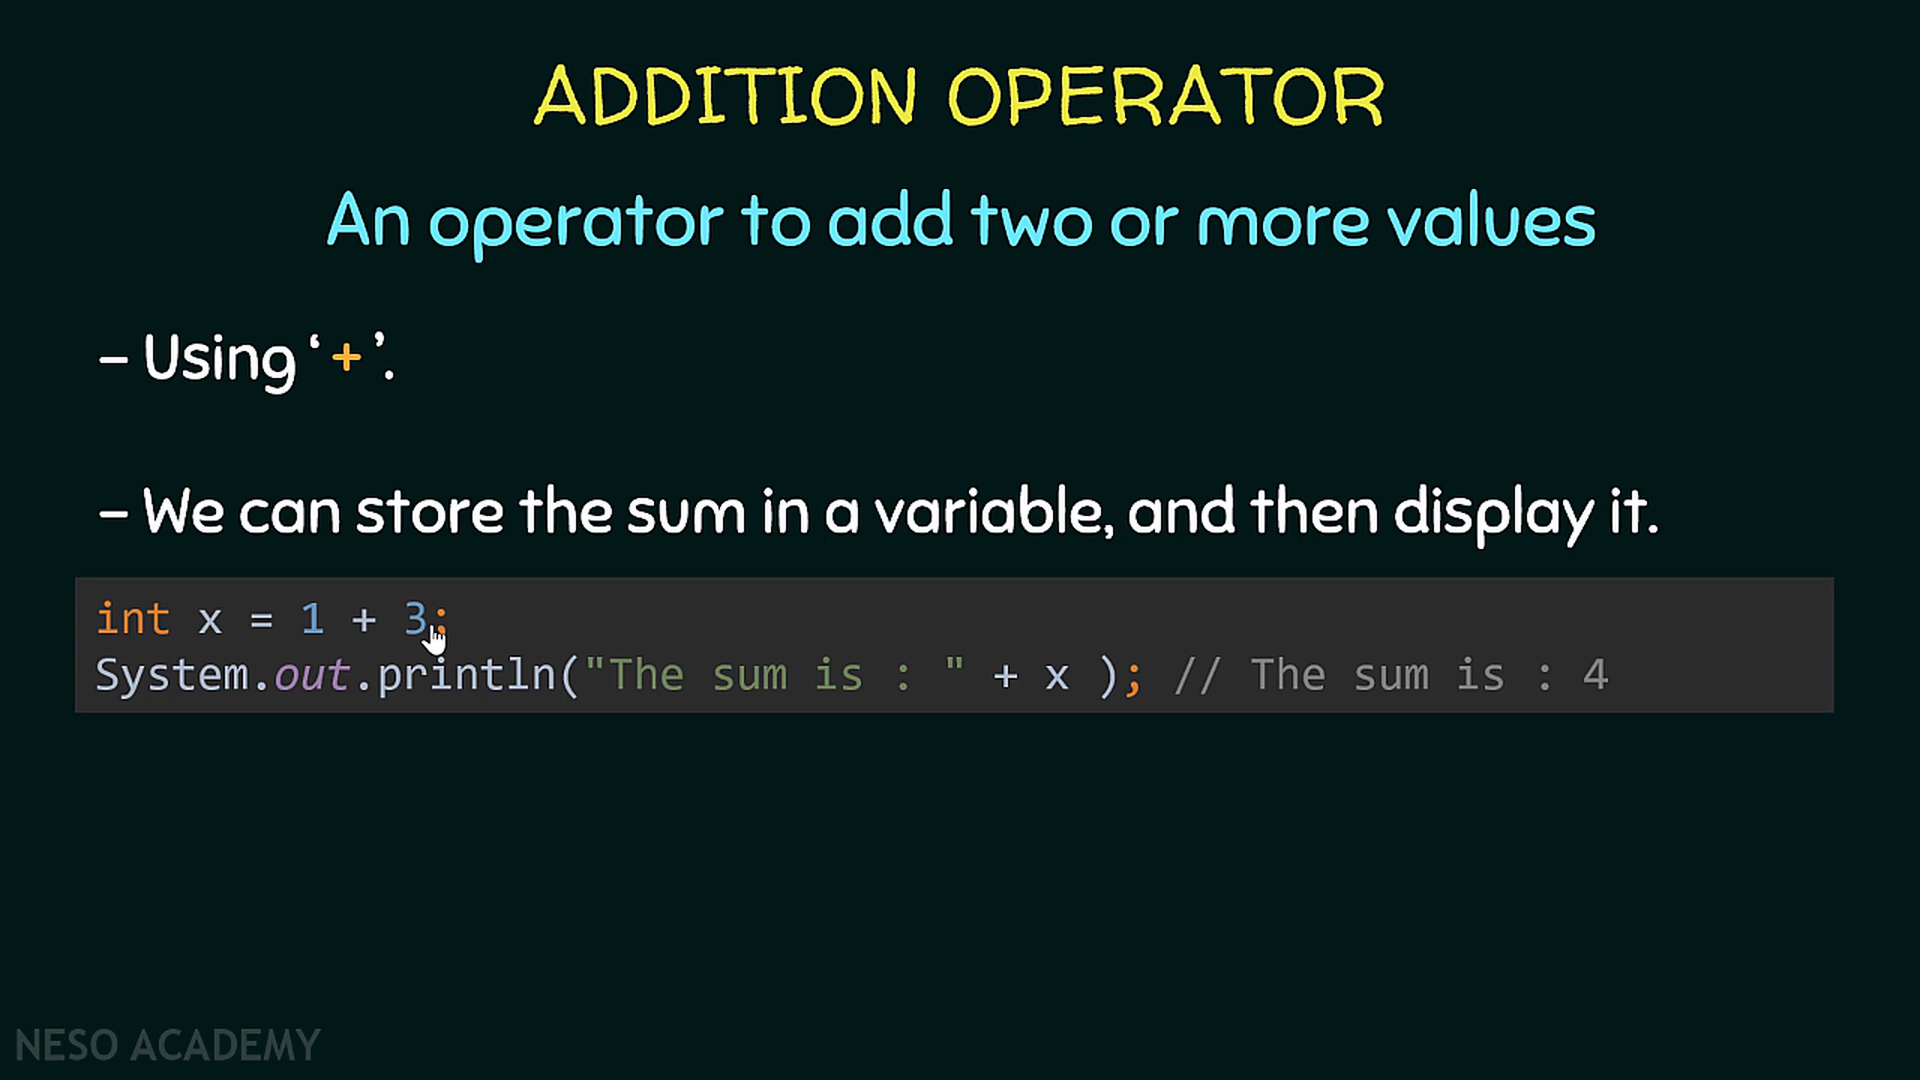 ADDITION OPERATOR
An operator to add two or more values
– Using ‘+’.
– We can store the sum in a variable, and then display it.
int x = 1 + 3;
System.out.println("The sum is : " + x ); // The sum is : 4
NESO ACADEMY